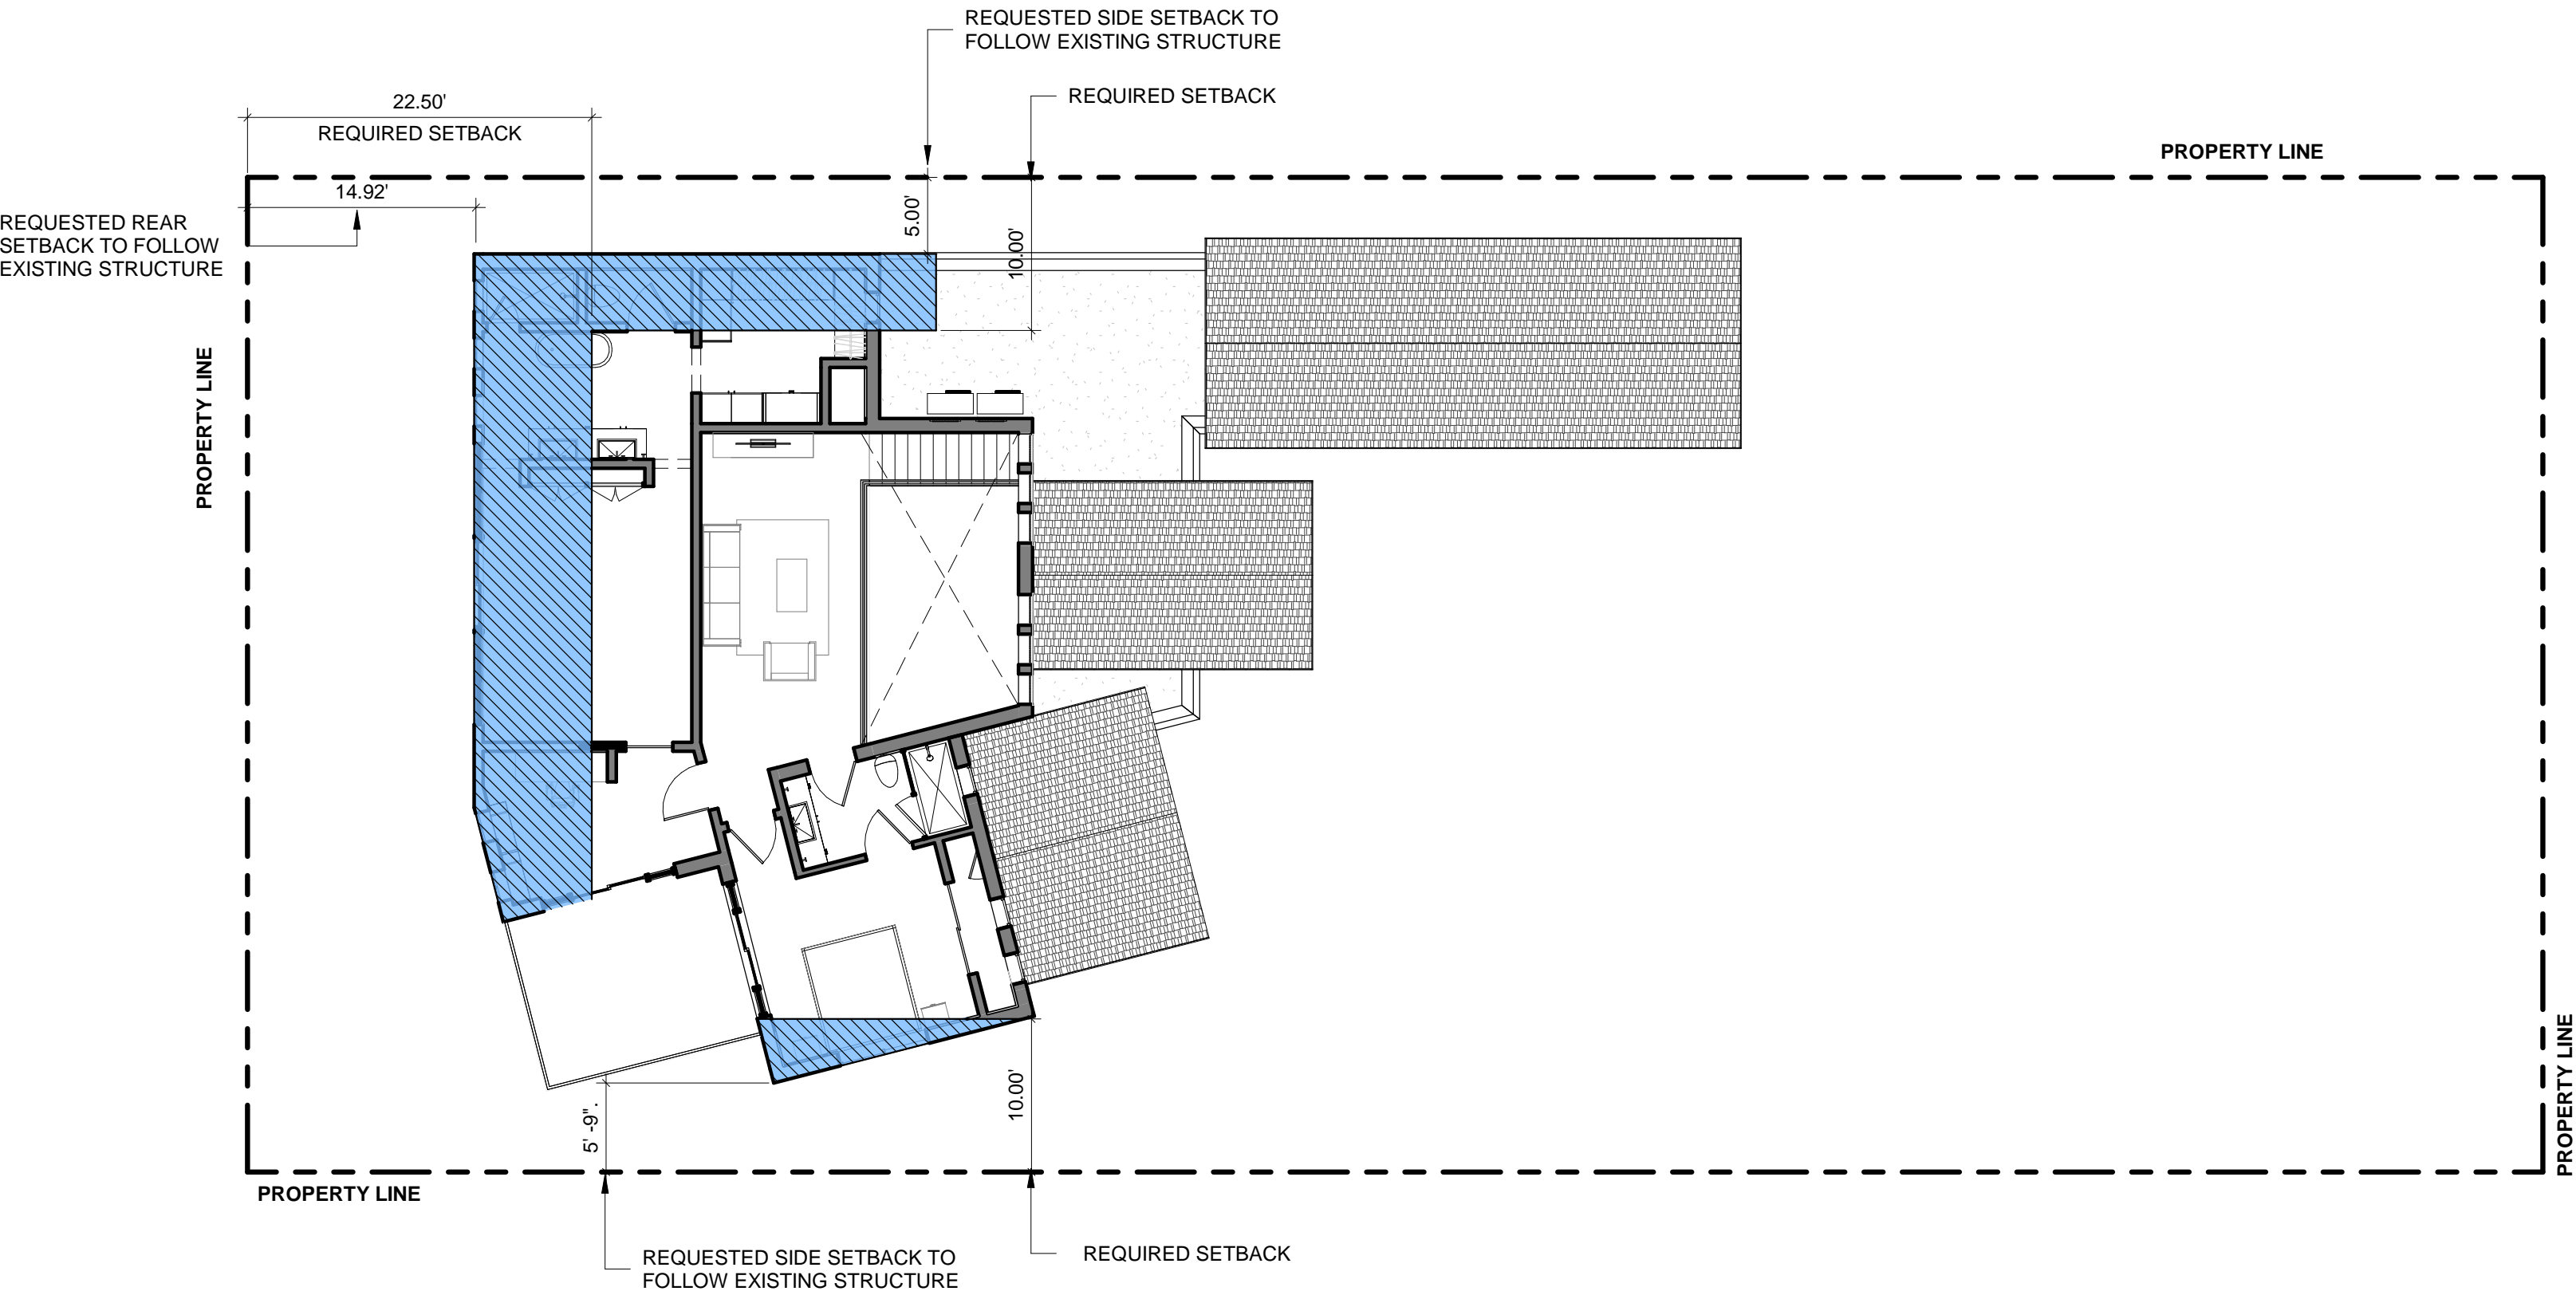 REQUESTED SIDE SETBACK TO
FOLLOW EXISTING STRUCTURE
REQUIRED SETBACK
22.50'
REQUIRED SETBACK
PROPERTY LINE
14.92'
REQUESTED REAR
SETBACK TO FOLLOW
EXISTING STRUCTURE
5.00'
10.00'
PROPERTY LINE
10.00'
5' -9".
PROPERTY LINE
PROPERTY LINE
REQUESTED SIDE SETBACK TO
FOLLOW EXISTING STRUCTURE
REQUIRED SETBACK